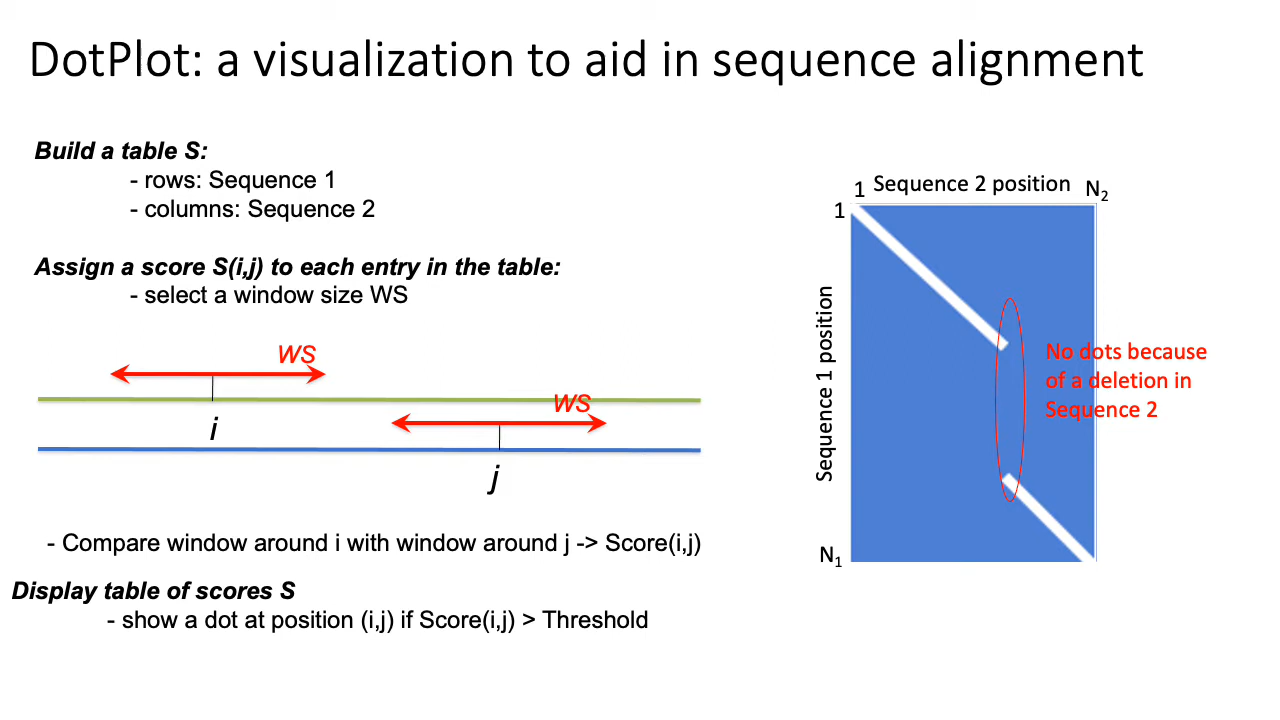 DotPlot: a visualization to aid in sequence alignment
Build a table S:
- rows: Sequence 1
- columns: Sequence 2
Assign a score S(i,j) to each entry in the table:
- select a window size WS
WS
i
WS
j
- Compare window around i with window around j -> Score(i,j)
Display table of scores S
- show a dot at position (i,j) if Score(i,j) > Threshold
1 Sequence 2 position N₂
1
Sequence 1 position
N₁
No dots because
of a deletion in
Sequence 2